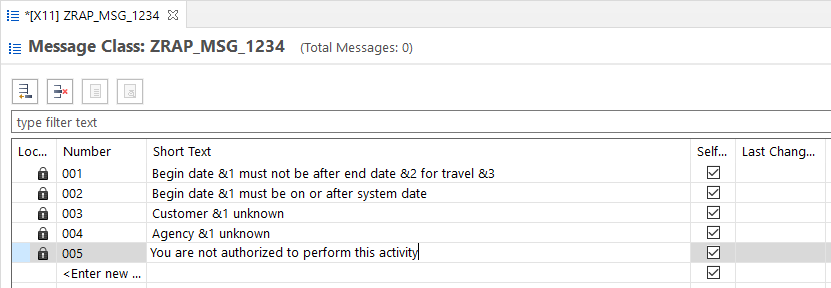 *[X11] ZRAP_MSG_1234
Message Class: ZRAP_MSG_1234 (Total Messages: 0)
type filter text
Loc... Number Short Text Self... Last Chang...
001 Begin date &1 must not be after end date &2 for travel &3
002 Begin date &1 must be on or after system date
003 Customer &1 unknown
004 Agency &1 unknown
005 You are not authorized to perform this activity
<Enter new ...